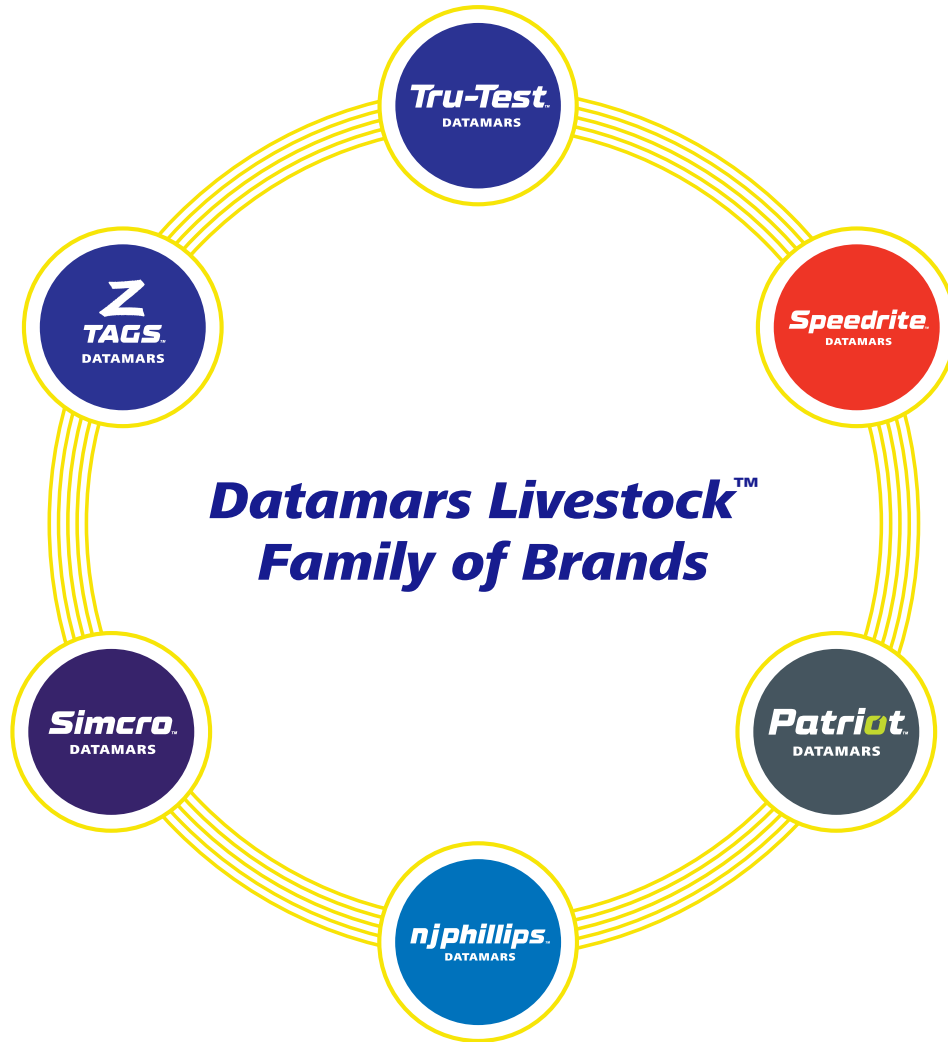 Tru-Test™
DATAMARS
Z
TAGS™
DATAMARS
Speedrite™
DATAMARS
Datamars Livestock™
Family of Brands
Simcro™
DATAMARS
Patriot™
DATAMARS
njphillips™
DATAMARS